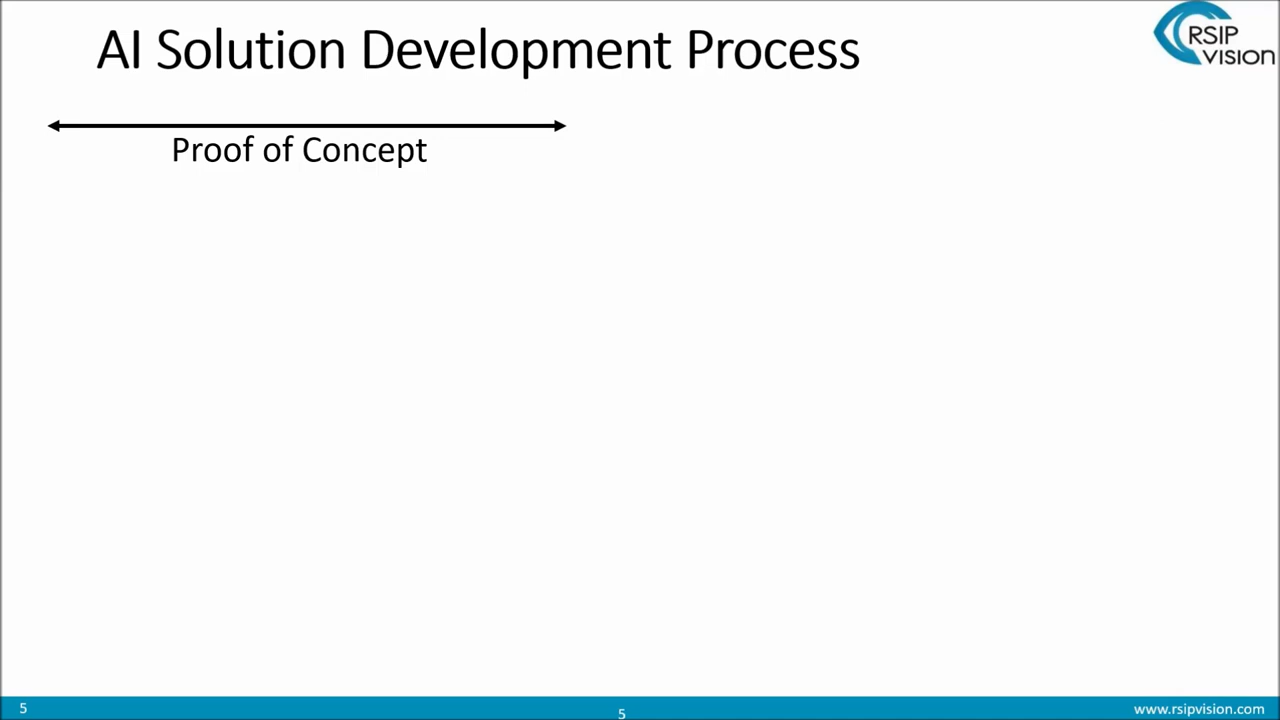 AI Solution Development Process
RSIP
vision
Proof of Concept
5
5
www.rsipvision.com